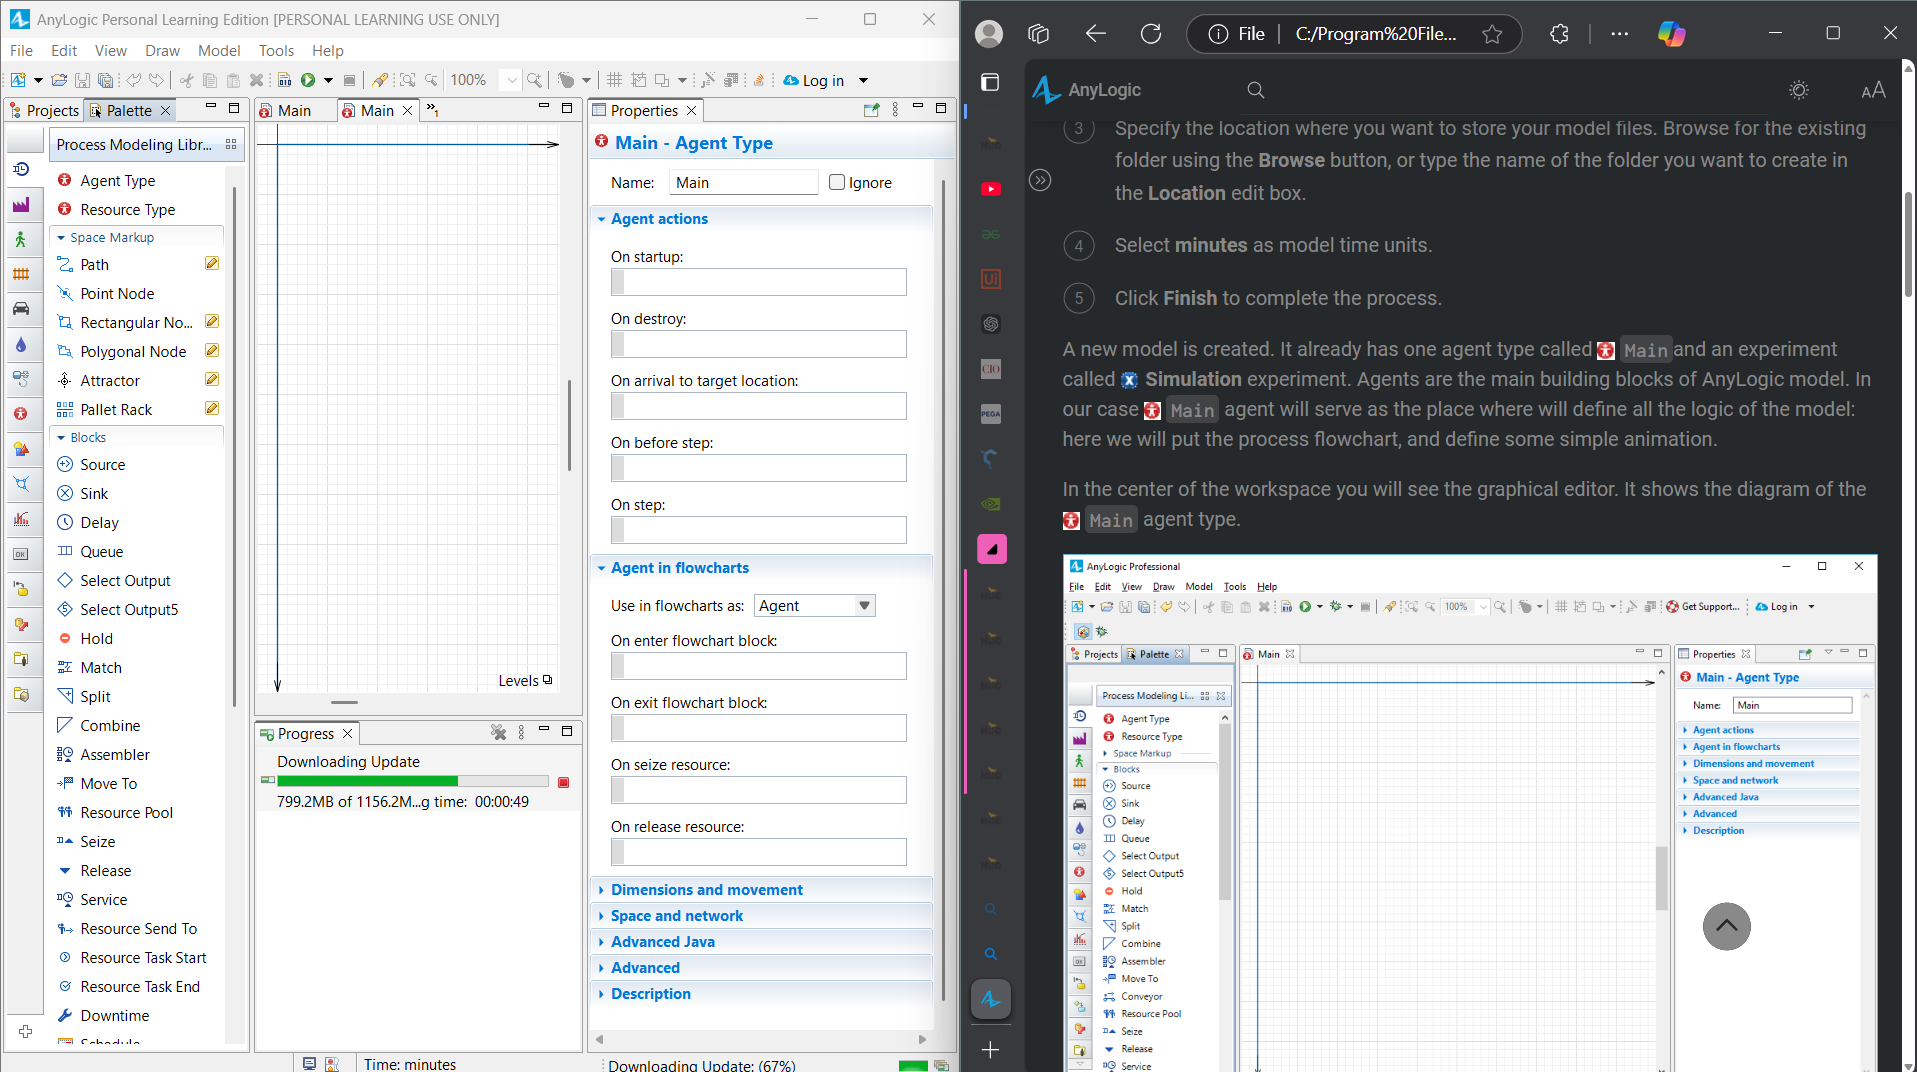 AnyLogic Personal Learning Edition [PERSONAL LEARNING USE ONLY]
File Edit View Draw Model Tools Help
100% Log in
Projects Palette
Process Modeling Libr...
Agent Type
Resource Type
Space Markup
Path
Point Node
Rectangular No...
Polygonal Node
Attractor
Pallet Rack
Blocks
Source
Sink
Delay
Queue
Select Output
Select Output5
Hold
Match
Split
Combine
Assembler
Move To
Resource Pool
Seize
Release
Service
Resource Send To
Resource Task Start
Resource Task End
Downtime
Main Main »1
Levels
Progress
Downloading Update
799.2MB of 1156.2M...g time: 00:00:49
Properties
Main - Agent Type
Name: Main Ignore
Agent actions
On startup:
On destroy:
On arrival to target location:
On before step:
On step:
Agent in flowcharts
Use in flowcharts as: Agent
On enter flowchart block:
On exit flowchart block:
On seize resource:
On release resource:
Dimensions and movement
Space and network
Advanced Java
Advanced
Description
Time: minutes
Downloading Update: (67%)
File C:/Program%20File...
AnyLogic
3 Specify the location where you want to store your model files. Browse for the existing
folder using the Browse button, or type the name of the folder you want to create in
the Location edit box.
4 Select minutes as model time units.
5 Click Finish to complete the process.
A new model is created. It already has one agent type called Main and an experiment
called Simulation experiment. Agents are the main building blocks of AnyLogic model. In
our case Main agent will serve as the place where will define all the logic of the model:
here we will put the process flowchart, and define some simple animation.
In the center of the workspace you will see the graphical editor. It shows the diagram of the
Main agent type.
AnyLogic Professional
File Edit View Draw Model Tools Help
100% Get Support... Log in
Projects Palette
Process Modeling Li...
Agent Type
Resource Type
Space Markup
Blocks
Source
Sink
Delay
Queue
Select Output
Select Output5
Hold
Match
Split
Combine
Assembler
Move To
Conveyor
Resource Pool
Seize
Release
Service
Main
Properties
Main - Agent Type
Name: Main
Agent actions
Agent in flowcharts
Dimensions and movement
Space and network
Advanced Java
Advanced
Description